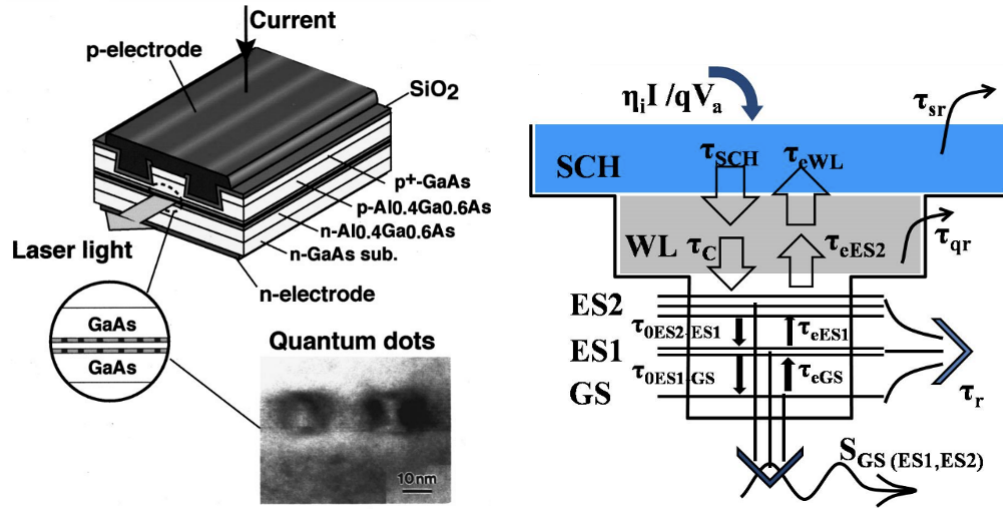 Current
p-electrode
SiO2
p+-GaAs
p-Al0.4Ga0.6As
n-Al0.4Ga0.6As
n-GaAs sub.
n-electrode
Laser light
GaAs
GaAs
Quantum dots
10nm
ηiI /qVa
τsr
SCH
τSCH
τeWL
WL
τC
τeES2
τqr
ES2
τ0ES2-ES1
τeES1
ES1
τ0ES1-GS
τeGS
GS
τr
SGS (ES1,ES2)